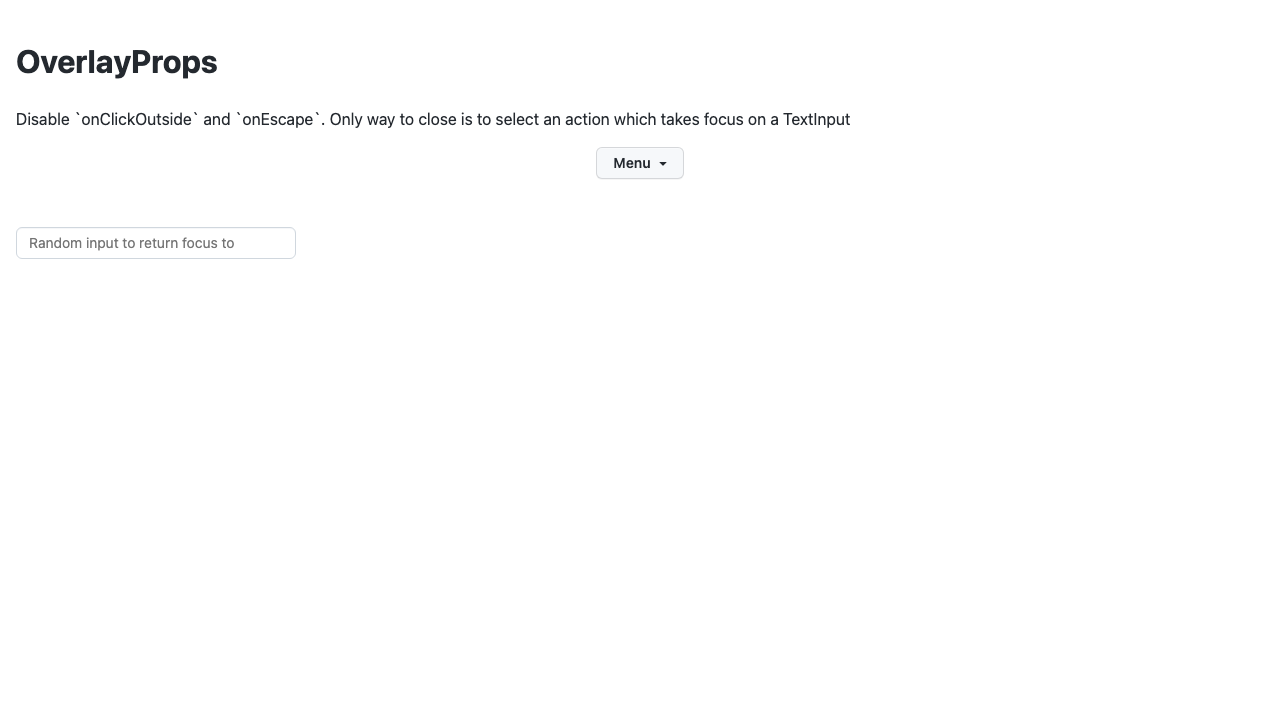 OverlayProps
Disable `onClickOutside` and `onEscape`. Only way to close is to select an action which takes focus on a TextInput
Menu
Random input to return focus to